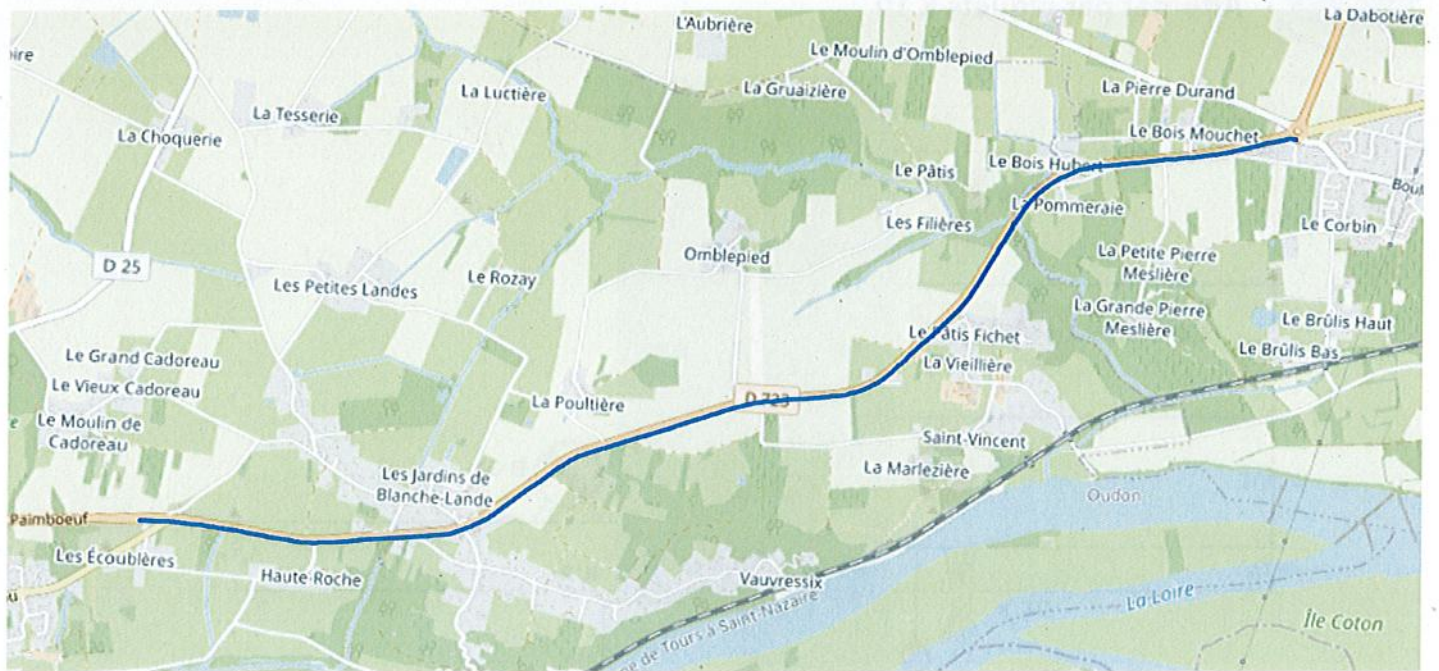 La Dabotière
L'Aubrière
Le Moulin d'Omblepied
La Luctière
La Gruaizière
La Pierre Durand
La Tesserie
La Choquerie
Le Bois Mouchet
Le Bois Hubert
Le Pâtis
La Pommeraie
Les Filières
Le Corbin
Omblepied
La Petite Pierre
Meslière
D 25
Le Rozay
Les Petites Landes
La Grande Pierre
Meslière
Le Brûlis Haut
Le Pâtis Fichet
Le Brûlis Bas
Le Grand Cadoreau
La Vieillière
Le Vieux Cadoreau
D 723
La Poultière
Le Moulin de
Cadoreau
Saint-Vincent
La Marlezière
Les Jardins de
Blanche-Lande
Oudon
Paimboeuf
Les Écoublères
Haute Roche
Vauvressix
La Loire
Île Coton
ne de Tours à Saint-Nazaire